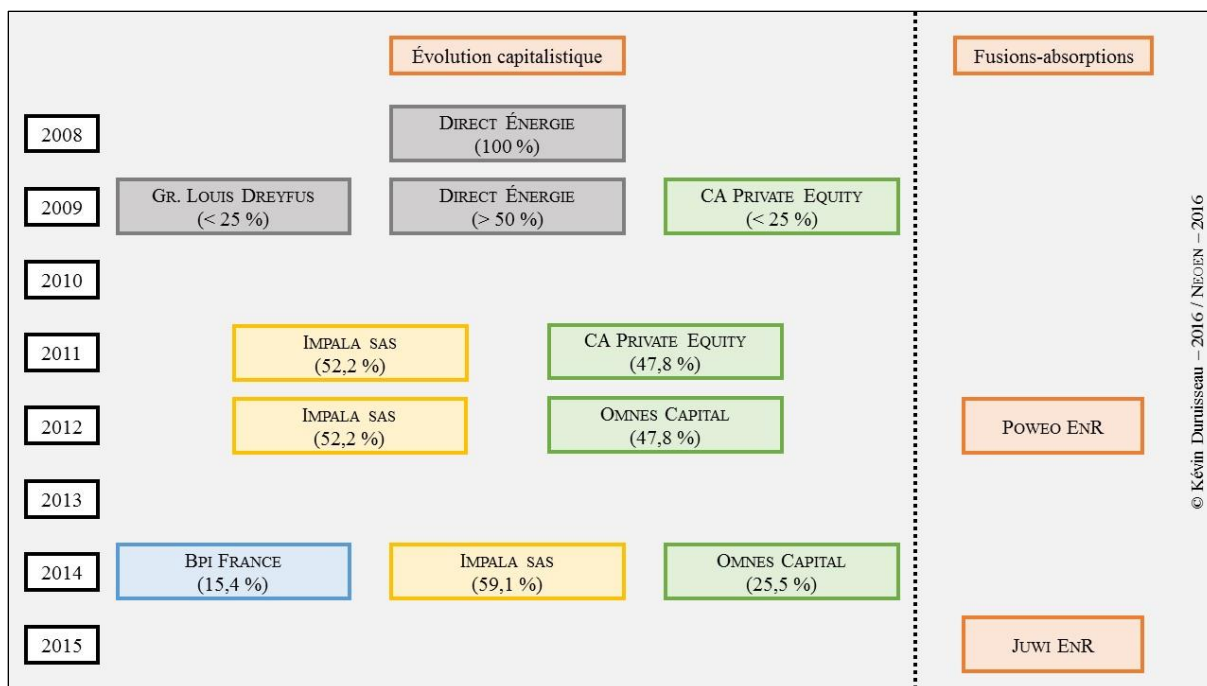 Évolution capitalistique
Fusions-absorptions
2008
DIRECT ÉNERGIE
(100 %)
2009
GR. LOUIS DREYFUS
(< 25 %)
DIRECT ÉNERGIE
(> 50 %)
CA PRIVATE EQUITY
(< 25 %)
2010
2011
IMPALA SAS
(52,2 %)
CA PRIVATE EQUITY
(47,8 %)
2012
IMPALA SAS
(52,2 %)
OMNES CAPITAL
(47,8 %)
POWEO ENR
2013
2014
BPI FRANCE
(15,4 %)
IMPALA SAS
(59,1 %)
OMNES CAPITAL
(25,5 %)
2015
JUWI ENR
© Kévin Duruisseau – 2016 / NEOEN – 2016